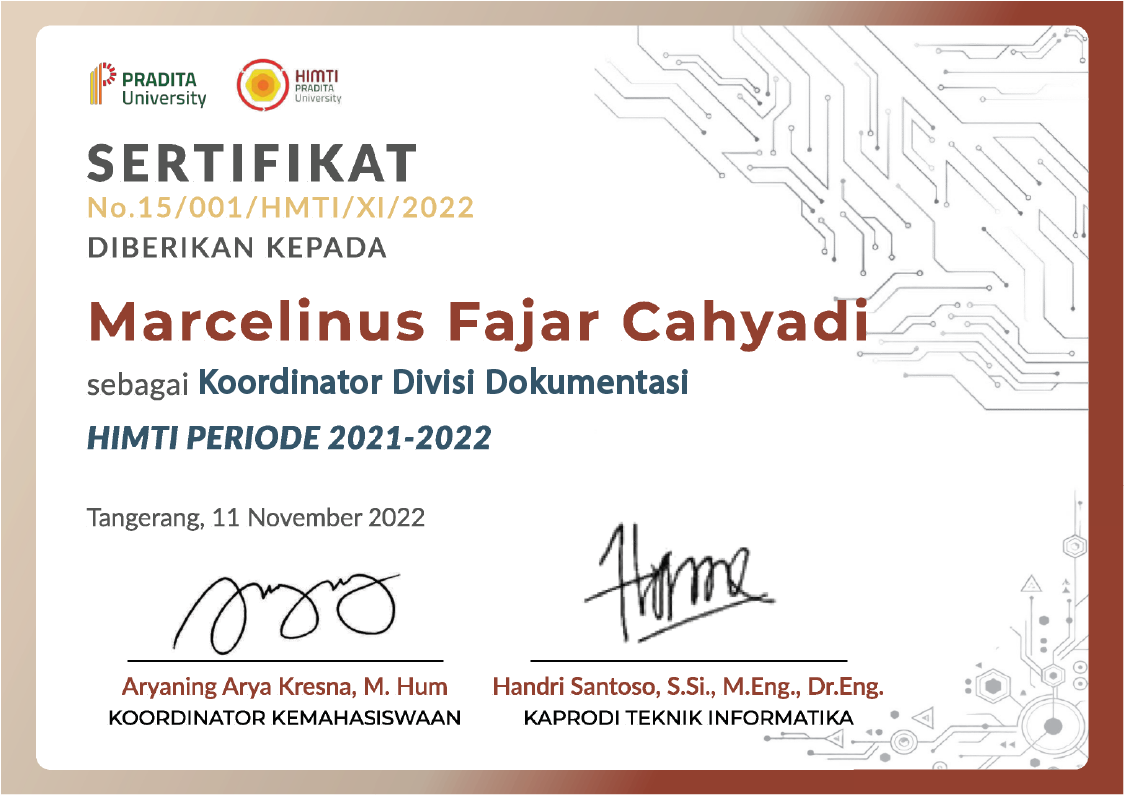 PRADITA
University
HIMTI
PRADITA
University
SERTIFIKAT
No.15/001/HMTI/XI/2022
DIBERIKAN KEPADA
Marcelinus Fajar Cahyadi
sebagai Koordinator Divisi Dokumentasi
HIMTI PERIODE 2021-2022
Tangerang, 11 November 2022
Aryaning Arya Kresna, M. Hum
KOORDINATOR KEMAHASISWAAN
Handri Santoso, S.Si., M.Eng., Dr.Eng.
KAPRODI TEKNIK INFORMATIKA